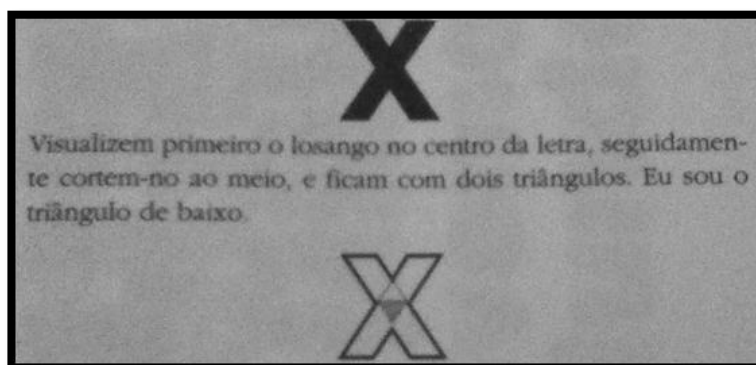 X
Visualizem primeiro o losango no centro da letra, seguidamen-
te cortem-no ao meio, e ficam com dois triângulos. Eu sou o
triângulo de baixo.
X